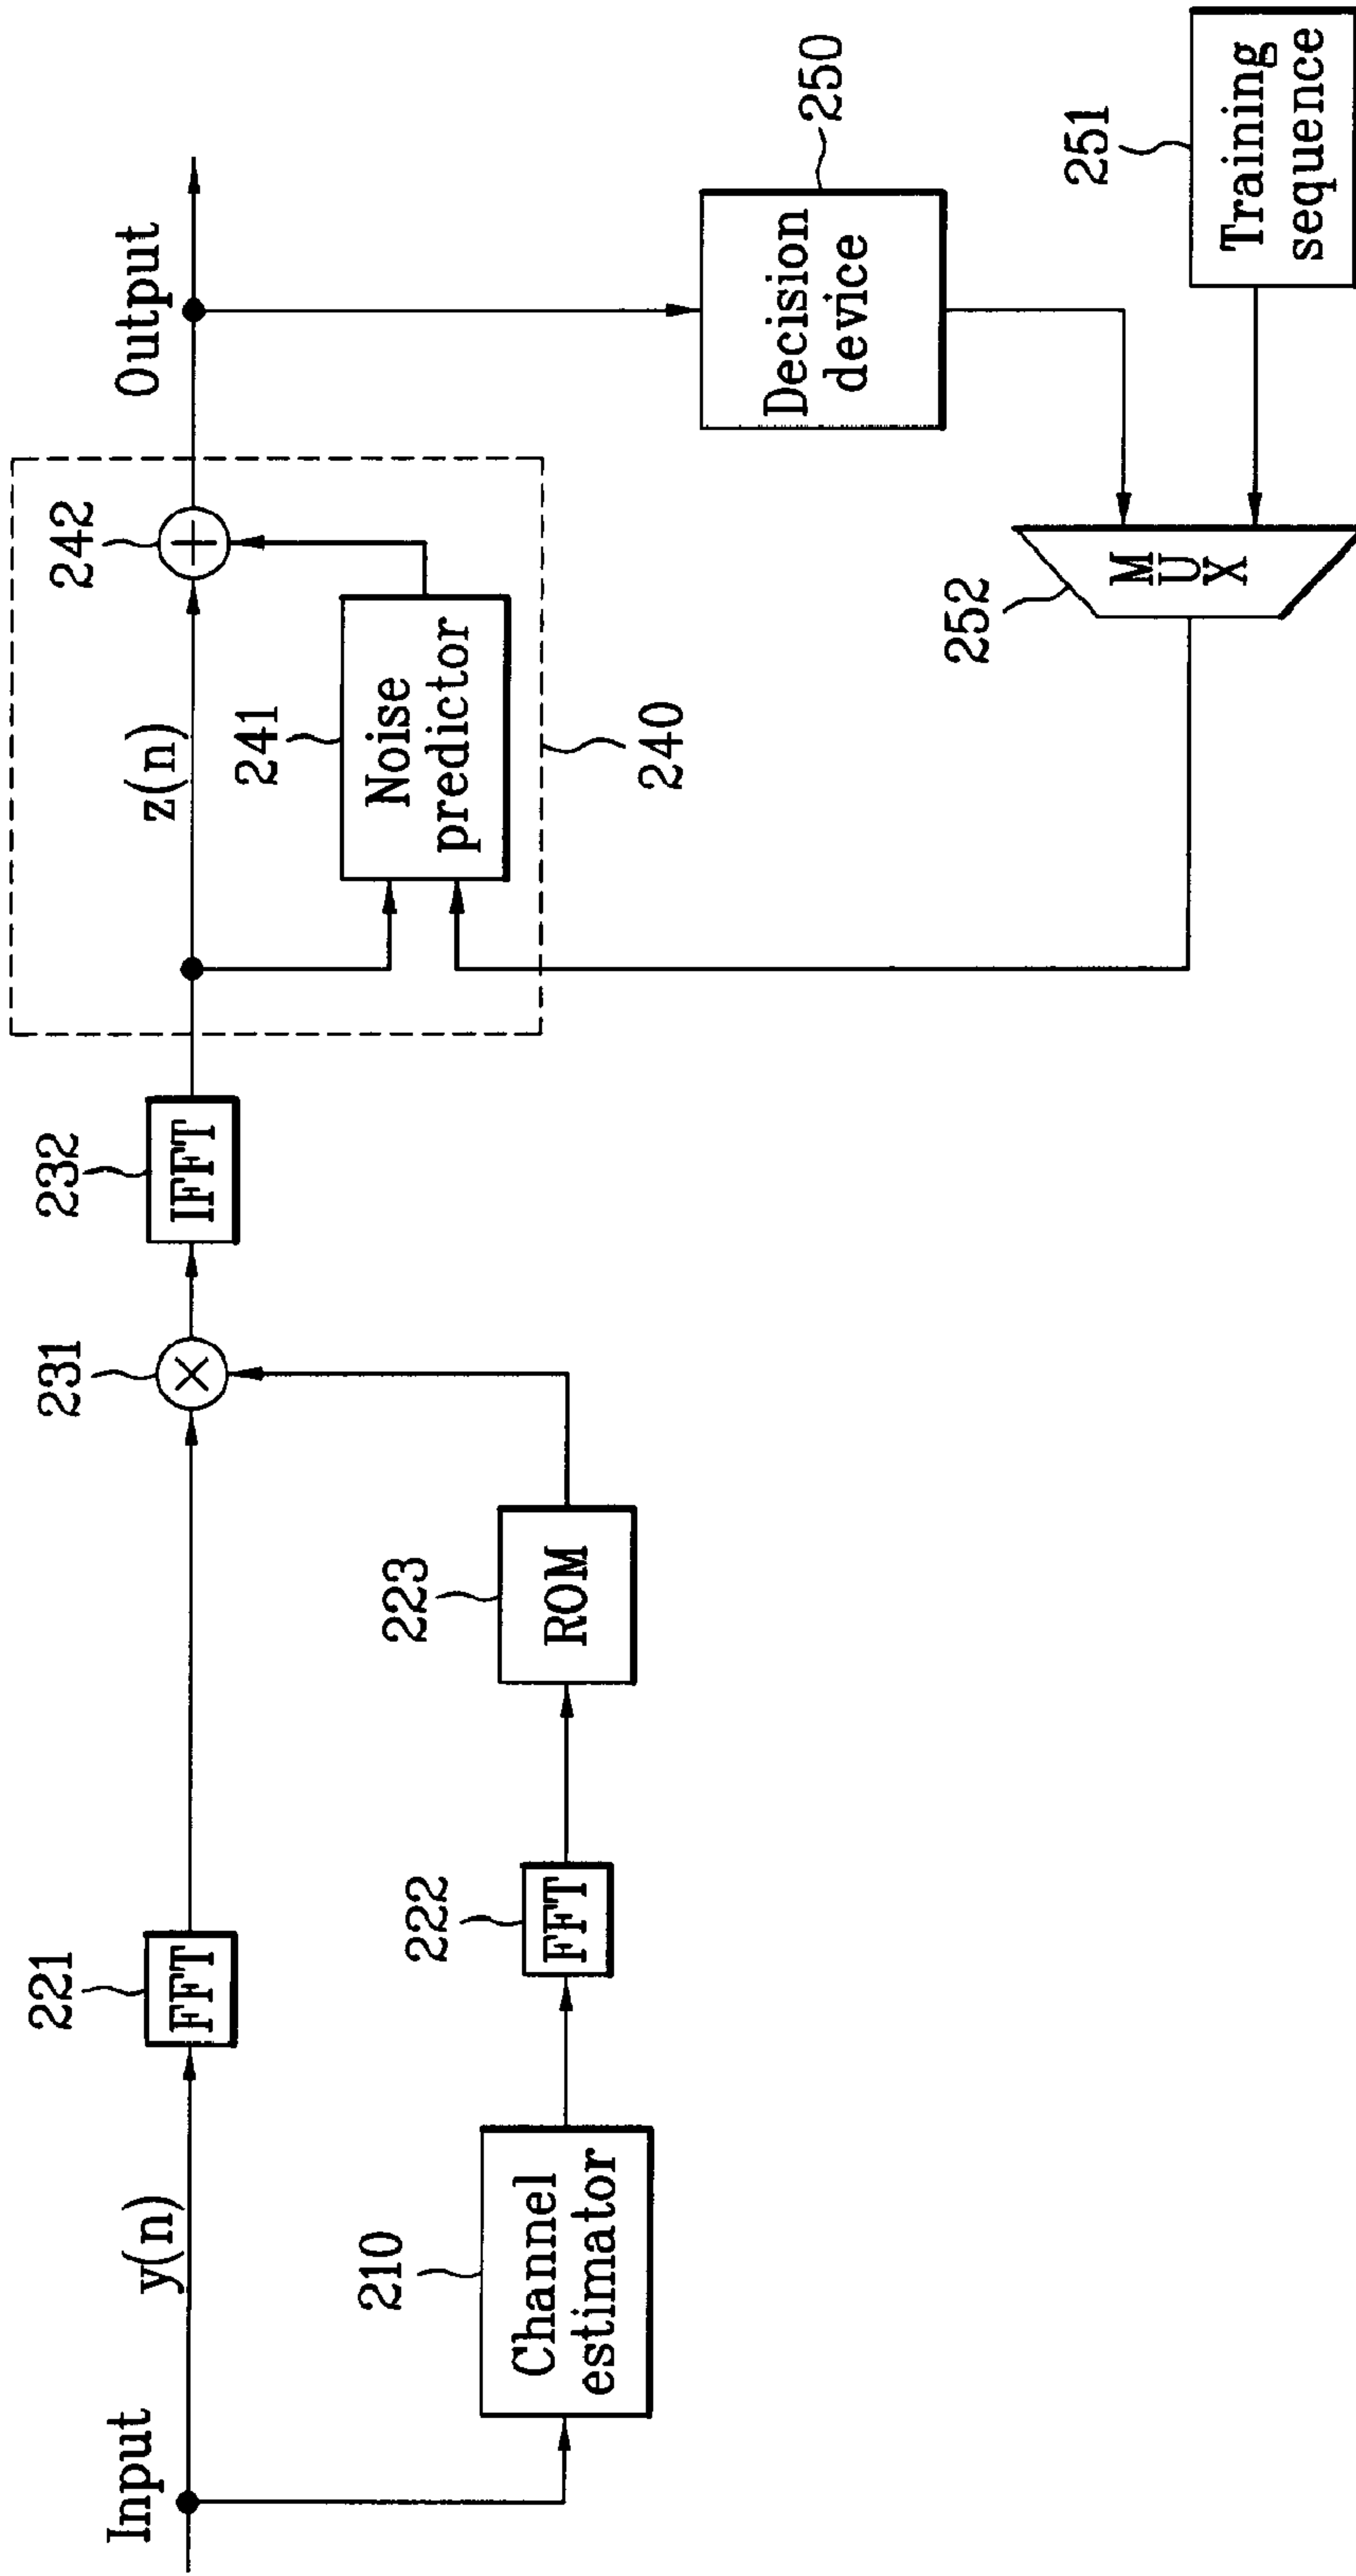 Input
y(n)
221
FFT
231
×
232
IFFT
z(n)
242
+
Output
241
Noise
predictor
240
210
Channel
estimator
222
FFT
223
ROM
250
Decision
device
251
Training
sequence
252
MUX